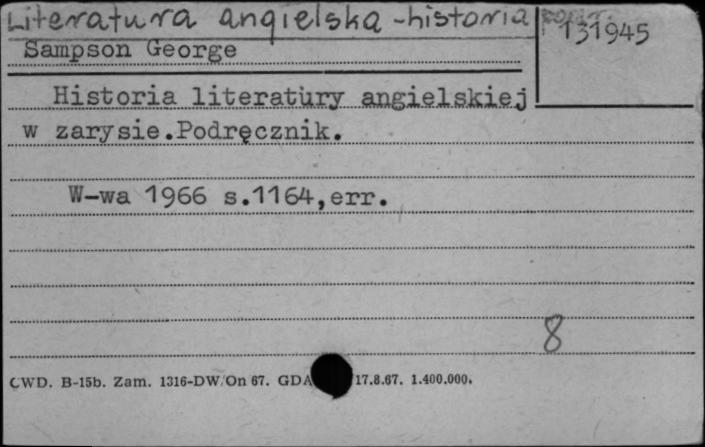 Literatura angielska - historia
131945
Sampson George
Historia literatury angielskiej
w zarysie.Podręcznik.
W-wa 1966 s.1164,err.
8
CWD. B-15b. Zam. 1316-DW/On 67. GDA 17.8.67. 1.400.000.